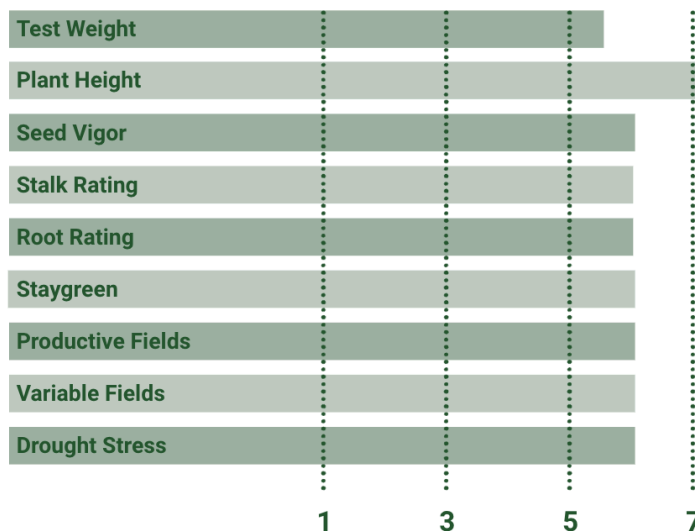 Test Weight
Plant Height
Seed Vigor
Stalk Rating
Root Rating
Staygreen
Productive Fields
Variable Fields
Drought Stress
1 3 5 7